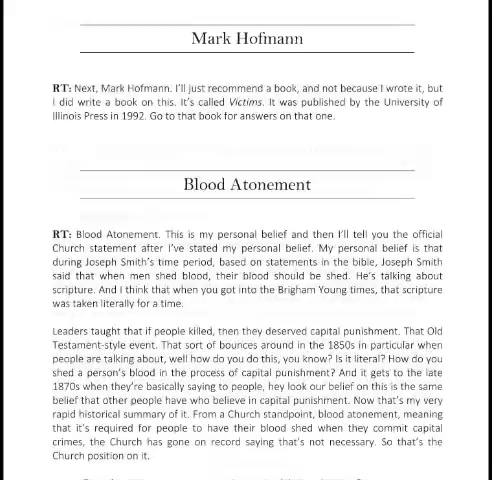 Mark Hofmann
RT: Next, Mark Hofmann. I'll just recommend a book, and not because I wrote it, but
I did write a book on this. It's called Victims. It was published by the University of
Illinois Press in 1992. Go to that book for answers on that one.
Blood Atonement
RT: Blood Atonement. This is my personal belief and then I'll tell you the official
Church statement after I've stated my personal belief. My personal belief is that
during Joseph Smith's time period, based on statements in the bible, Joseph Smith
said that when men shed blood, their blood should be shed. He's talking about
scripture. And I think that when you got into the Brigham Young times, that scripture
was taken literally for a time.
Leaders taught that if people killed, then they deserved capital punishment. That Old
Testament-style event. That sort of bounces around in the 1850s in particular when
people are talking about, well how do you do this, you know? Is it literal? How do you
shed a person's blood in the process of capital punishment? And it gets to the late
1870s when they're basically saying to people, hey look our belief on this is the same
belief that other people have who believe in capital punishment. Now that's my very
rapid historical summary of it. From a Church standpoint, blood atonement, meaning
that it's required for people to have their blood shed when they commit capital
crimes, the Church has gone on record saying that's not necessary. So that's the
Church position on it.